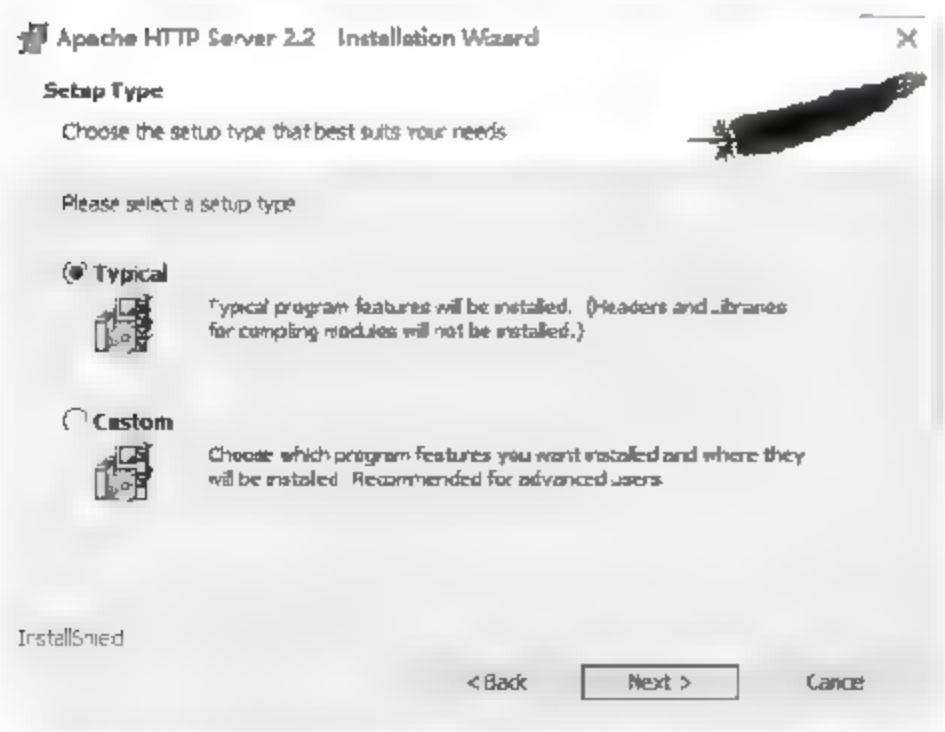 Apache HTTP Server 2.2 Installation Wizard
Setup Type
Choose the setup type that best suits your needs
Please select a setup type
Typical
Typical program features will be installed. (Headers and Libraries
for compiling modules will not be installed.)
Custom
Choose which program features you want installed and where they
will be installed. Recommended for advanced users
InstallShield
< Back
Next >
Cancel